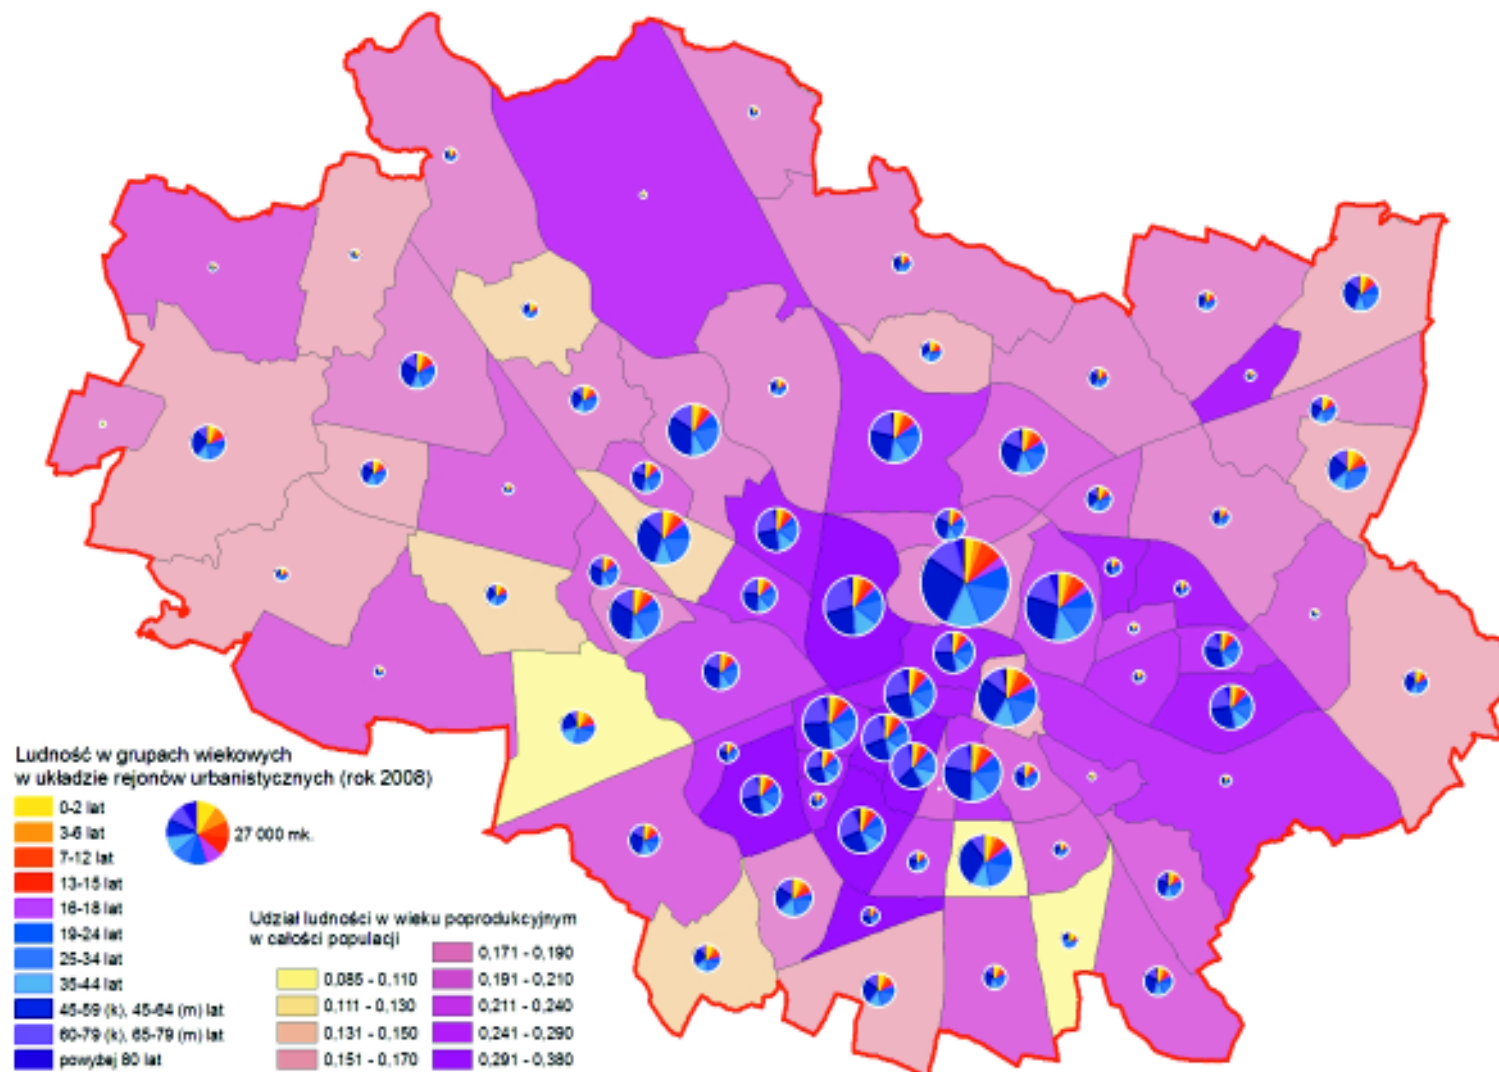 Ludność w grupach wiekowych
w układzie rejonów urbanistycznych (rok 2008)
0-2 lat
3-6 lat
7-12 lat
13-15 lat
16-18 lat
19-24 lat
25-34 lat
35-44 lat
45-59 (k), 45-64 (m) lat
60-79 (k), 65-79 (m) lat
powyżej 80 lat
27 000 mk.
Udział ludności w wieku poprodukcyjnym
w całości populacji
0,085 - 0,110
0,111 - 0,130
0,131 - 0,150
0,151 - 0,170
0,171 - 0,190
0,191 - 0,210
0,211 - 0,240
0,241 - 0,290
0,291 - 0,380